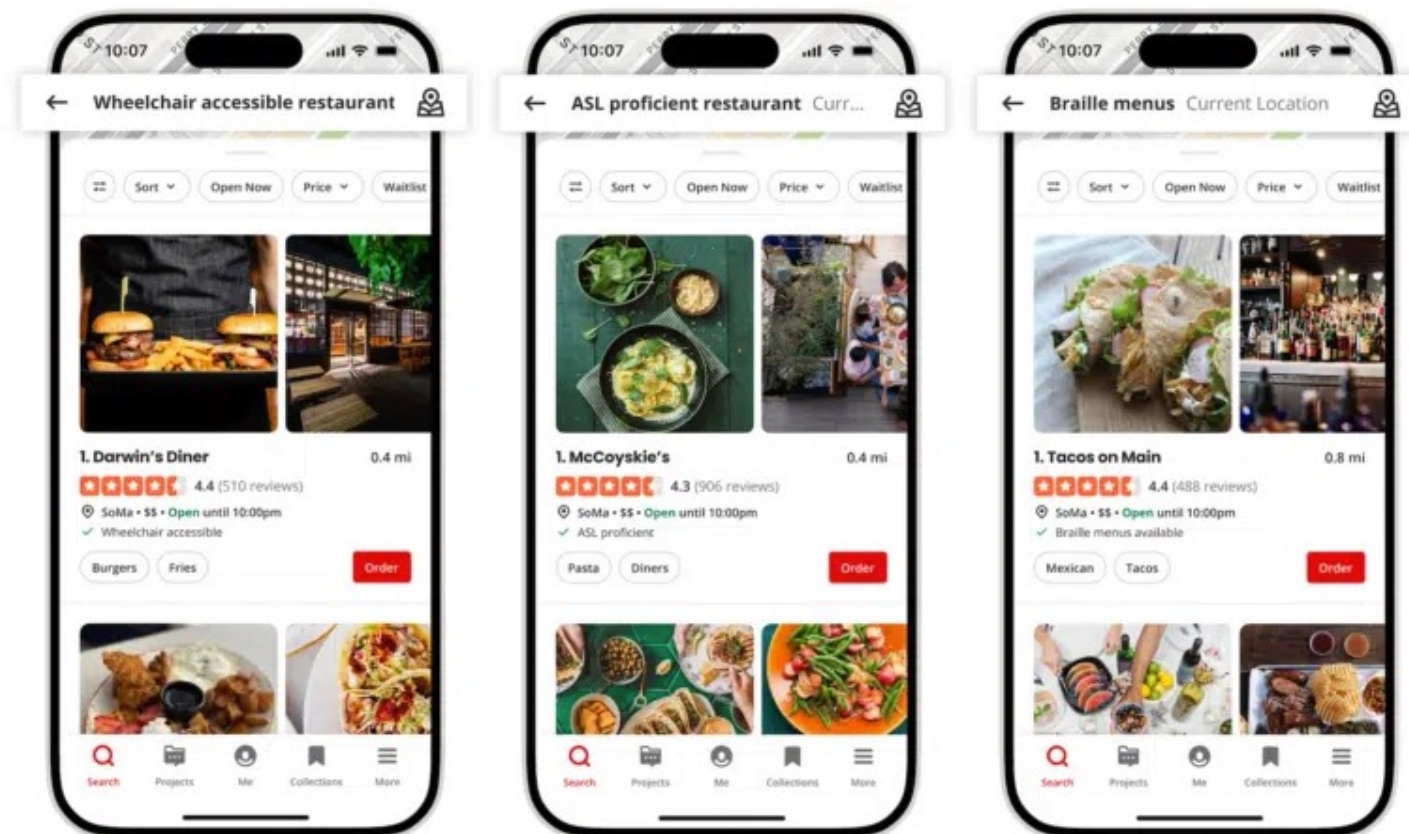 10:07
Wheelchair accessible restaurant
Sort
Open Now
Price
Waitlist
1. Darwin's Diner
0.4 mi
4.4 (510 reviews)
SoMa • $$ • Open until 10:00pm
Wheelchair accessible
Burgers
Fries
Order
Search
Projects
Me
Collections
More
10:07
ASL proficient restaurant Curr...
Sort
Open Now
Price
Waitlist
1. McCoyskie's
0.4 mi
4.3 (906 reviews)
SoMa • $$ • Open until 10:00pm
ASL proficient
Pasta
Diners
Order
Search
Projects
Me
Collections
More
10:07
Braille menus Current Location
Sort
Open Now
Price
Waitlist
1. Tacos on Main
0.8 mi
4.4 (488 reviews)
SoMa • $$ • Open until 10:00pm
Braille menus available
Mexican
Tacos
Order
Search
Projects
Me
Collections
More